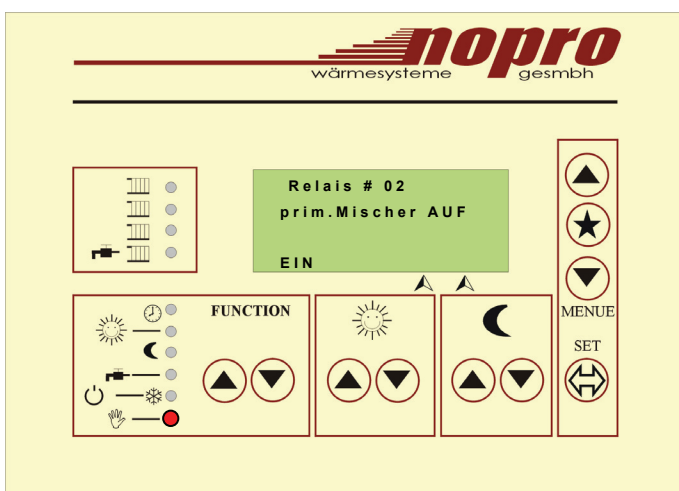 nopro
wärmesysteme gesmbh
Relais # 02
prim.Mischer AUF
EIN
MENUE
FUNCTION
SET